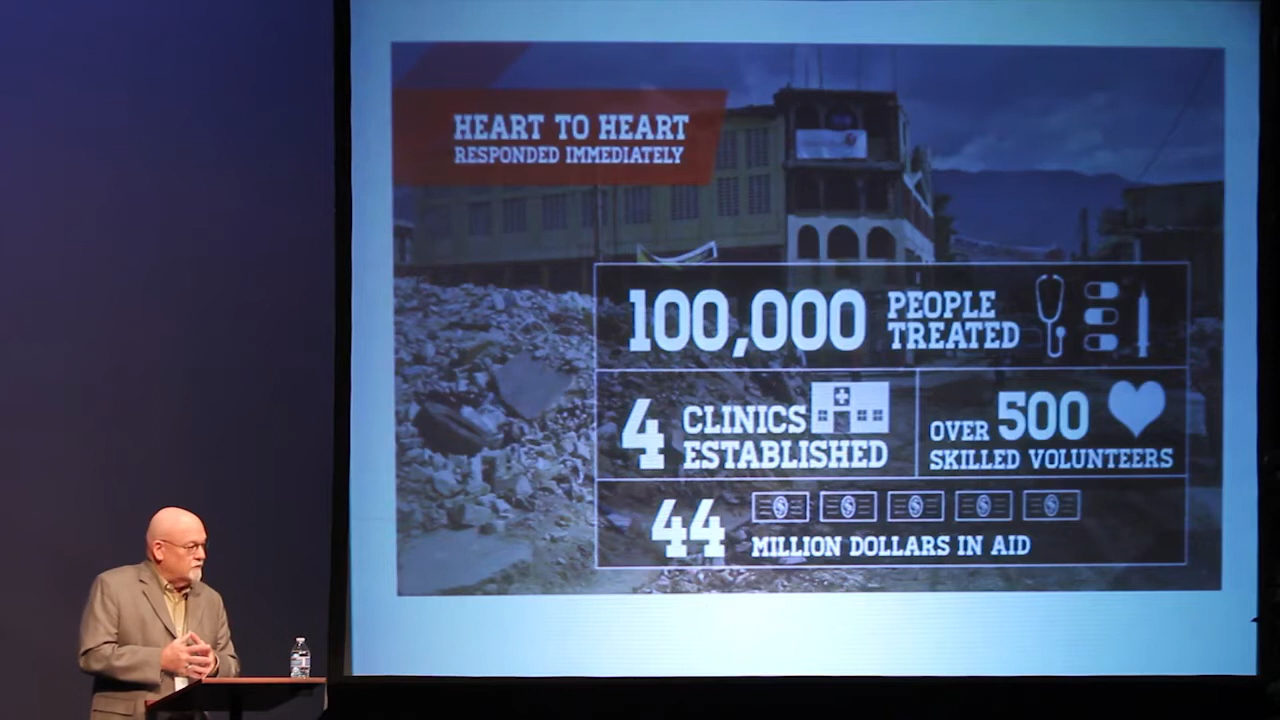 HEART TO HEART
RESPONDED IMMEDIATELY
100,000 PEOPLE
TREATED
4 CLINICS
ESTABLISHED
OVER 500
SKILLED VOLUNTEERS
44
MILLION DOLLARS IN AID